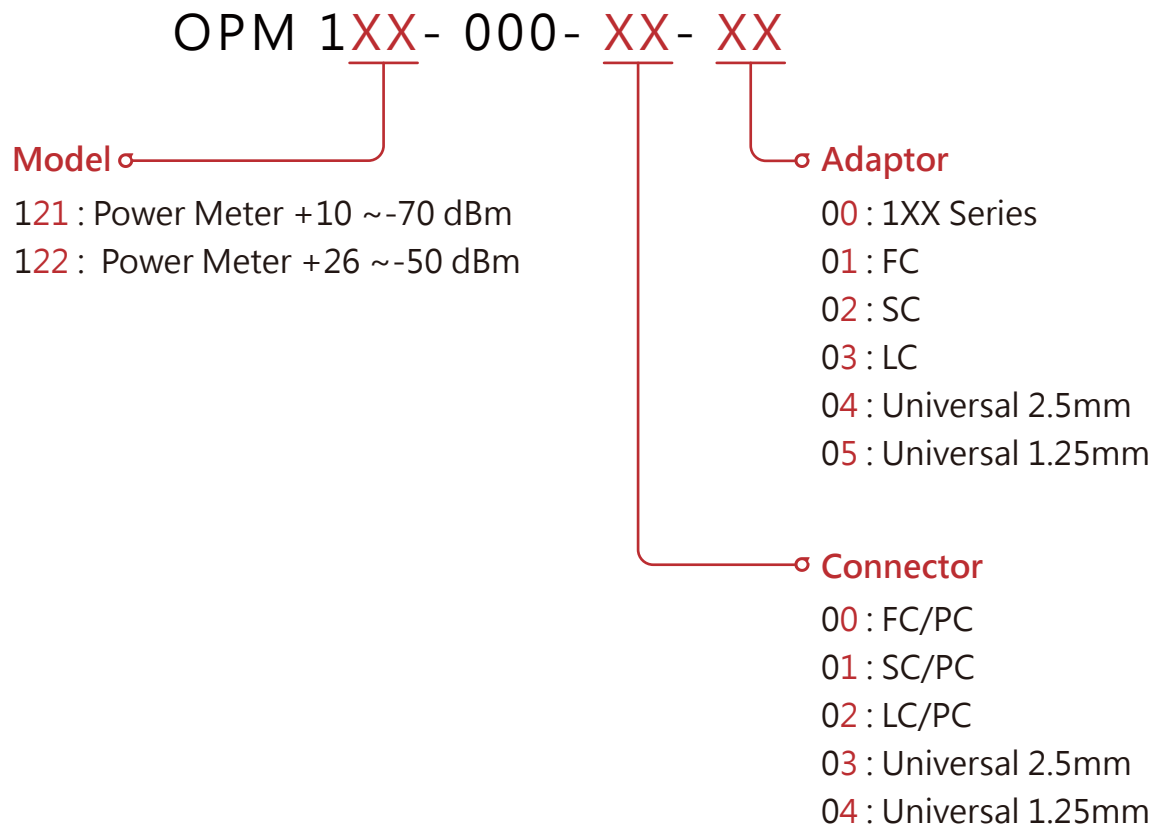 OPM 1XX- 000- XX- XX
Model
121 : Power Meter +10 ~-70 dBm
122 : Power Meter +26 ~-50 dBm
Adaptor
00 : 1XX Series
01 : FC
02 : SC
03 : LC
04 : Universal 2.5mm
05 : Universal 1.25mm
Connector
00 : FC/PC
01 : SC/PC
02 : LC/PC
03 : Universal 2.5mm
04 : Universal 1.25mm